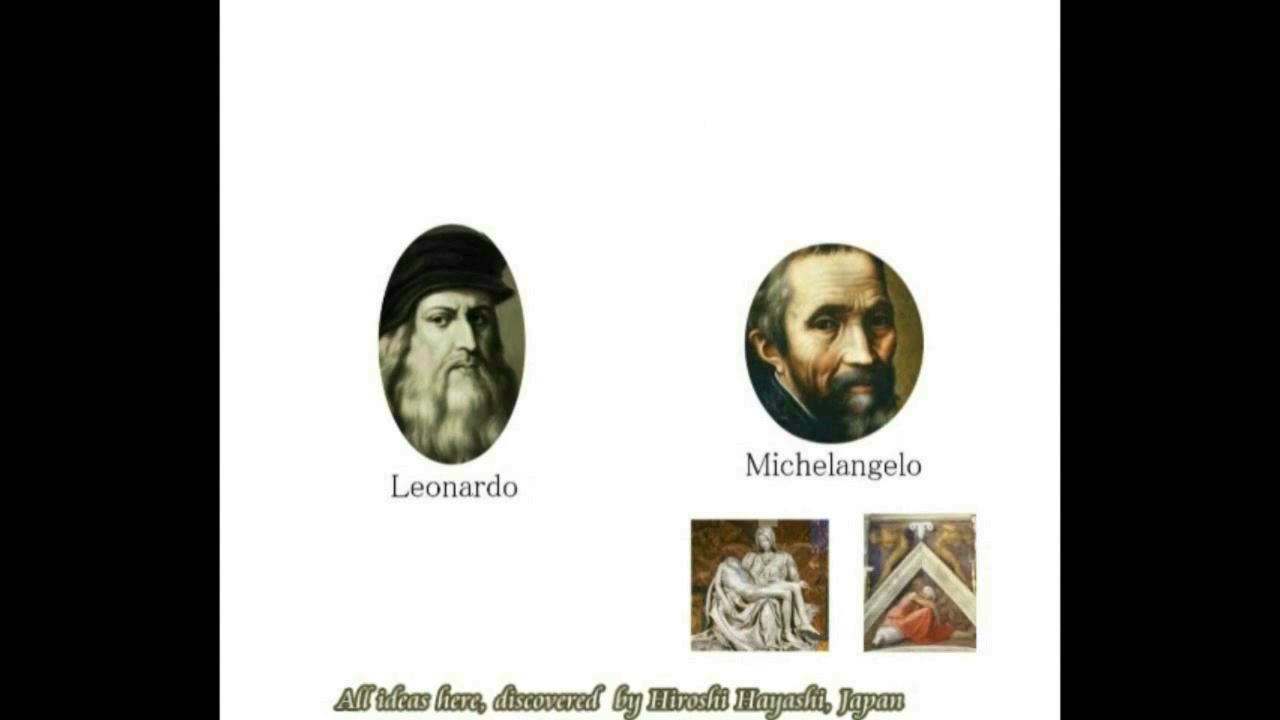 Leonardo
Michelangelo
All ideas here, discovered by Hiroshi Hayashi, Japan